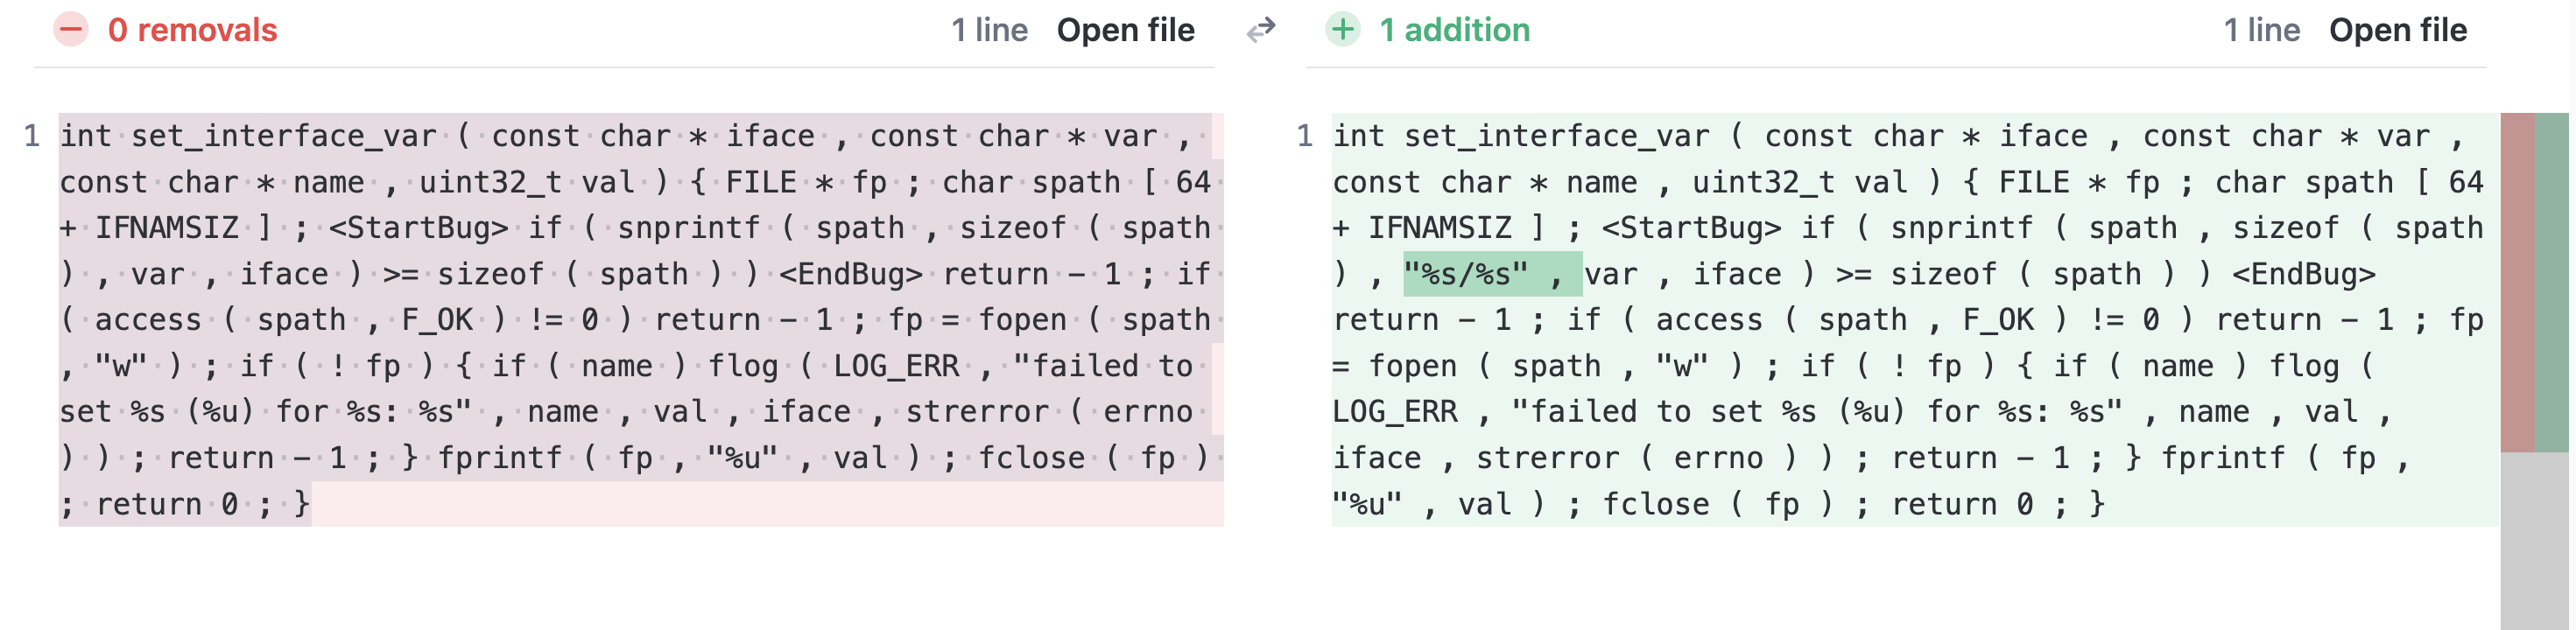 0 removals
1 line Open file
1 int set_interface_var ( const char * iface , const char * var ,
const char * name , uint32_t val ) { FILE * fp ; char spath [ 64
+ IFNAMSIZ ] ; <StartBug> if ( snprintf ( spath , sizeof ( spath
) , var , iface ) >= sizeof ( spath ) ) <EndBug> return - 1 ; if
( access ( spath , F_OK ) != 0 ) return - 1 ; fp = fopen ( spath
, "w" ) ; if ( ! fp ) { if ( name ) flog ( LOG_ERR , "failed to
set %s (%u) for %s: %s" , name , val , iface , strerror ( errno
) ) ; return - 1 ; } fprintf ( fp , "%u" , val ) ; fclose ( fp )
; return 0 ; }
1 addition
1 line Open file
1 int set_interface_var ( const char * iface , const char * var ,
const char * name , uint32_t val ) { FILE * fp ; char spath [ 64
+ IFNAMSIZ ] ; <StartBug> if ( snprintf ( spath , sizeof ( spath
) , "%s/%s" , var , iface ) >= sizeof ( spath ) ) <EndBug>
return - 1 ; if ( access ( spath , F_OK ) != 0 ) return - 1 ; fp
= fopen ( spath , "w" ) ; if ( ! fp ) { if ( name ) flog (
LOG_ERR , "failed to set %s (%u) for %s: %s" , name , val ,
iface , strerror ( errno ) ) ; return - 1 ; } fprintf ( fp ,
"%u" , val ) ; fclose ( fp ) ; return 0 ; }